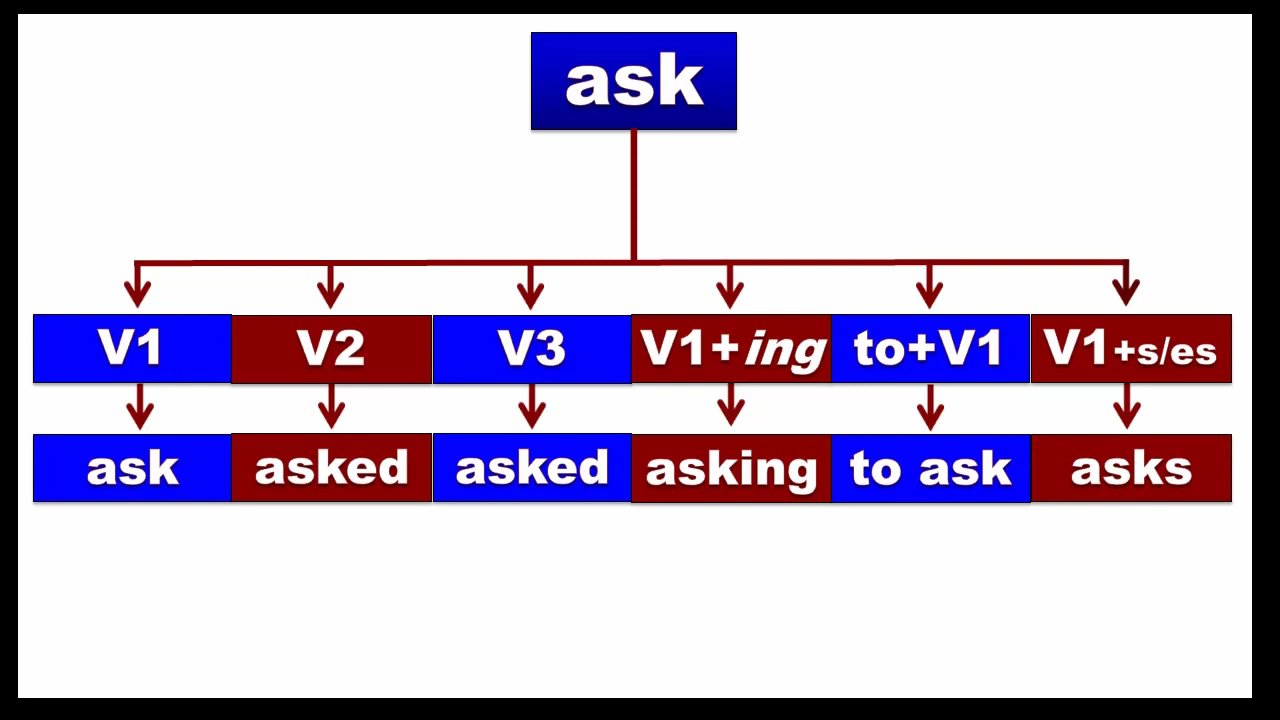 ask
V1 V2 V3 V1+ing to+V1 V1+s/es
ask asked asked asking to ask asks